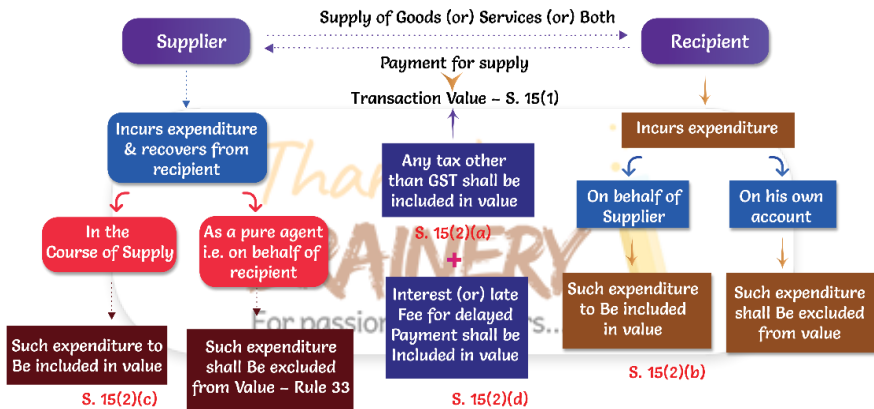 Supply of Goods (or) Services (or) Both
Supplier
Recipient
Payment for supply
Transaction Value – S. 15(1)
Incurs expenditure
& recovers from
recipient
Incurs expenditure
Any tax other
than GST shall be
included in value
On behalf of
Supplier
On his own
account
In the
Course of Supply
As a pure agent
i.e. on behalf of
recipient
S. 15(2)(a)
+
Interest (or) late
Fee for delayed
Payment shall be
Included in value
Such expenditure
to Be included
in value
Such expenditure
shall Be excluded
from value
Such expenditure to
Be included in value
Such expenditure
shall Be excluded
from Value – Rule 33
S. 15(2)(b)
S. 15(2)(c)
S. 15(2)(d)
For passion